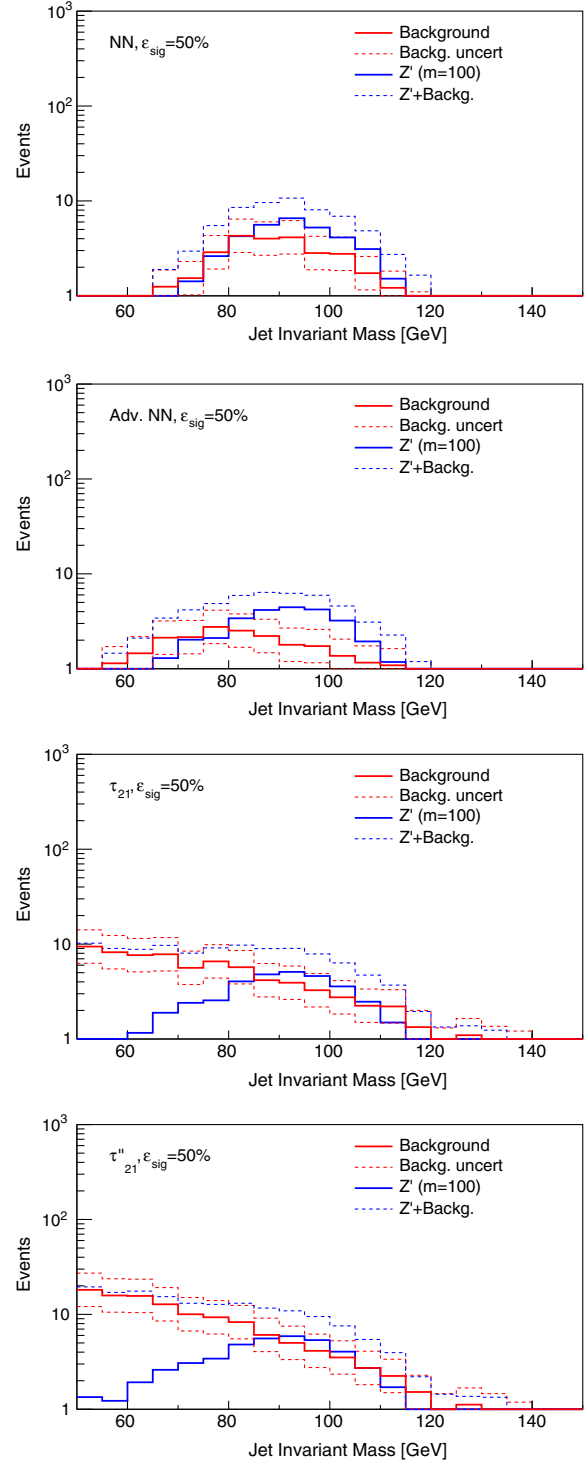 10³
NN, εsig=50%
Background
Backg. uncert
Z' (m=100)
Z'+Backg.
10²
Events
10
1
60 80 100 120 140
Jet Invariant Mass [GeV]
10³
Adv. NN, εsig=50%
Background
Backg. uncert
Z' (m=100)
Z'+Backg.
10²
Events
10
1
60 80 100 120 140
Jet Invariant Mass [GeV]
10³
τ21, εsig=50%
Background
Backg. uncert
Z' (m=100)
Z'+Backg.
10²
Events
10
1
60 80 100 120 140
Jet Invariant Mass [GeV]
10³
τ"21, εsig=50%
Background
Backg. uncert
Z' (m=100)
Z'+Backg.
10²
Events
10
1
60 80 100 120 140
Jet Invariant Mass [GeV]